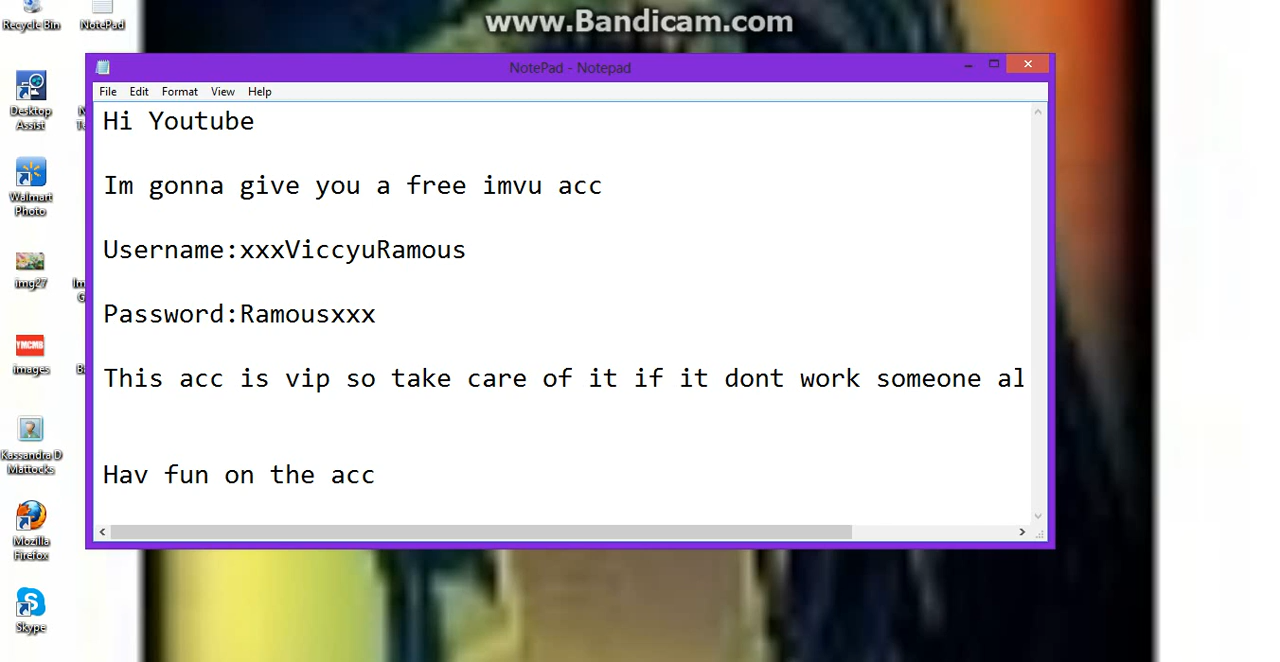 www.Bandicam.com
Recycle Bin
NotePad
NotePad - Notepad
File Edit Format View Help
Hi Youtube
Im gonna give you a free imvu acc
Username:xxxViccyuRamous
Password:Ramousxxx
This acc is vip so take care of it if it dont work someone al
Hav fun on the acc
Desktop
Assist
Walmart
Photo
img27
YMCMB
images
Kassandra D
Mattocks
Mozilla
Firefox
Skype